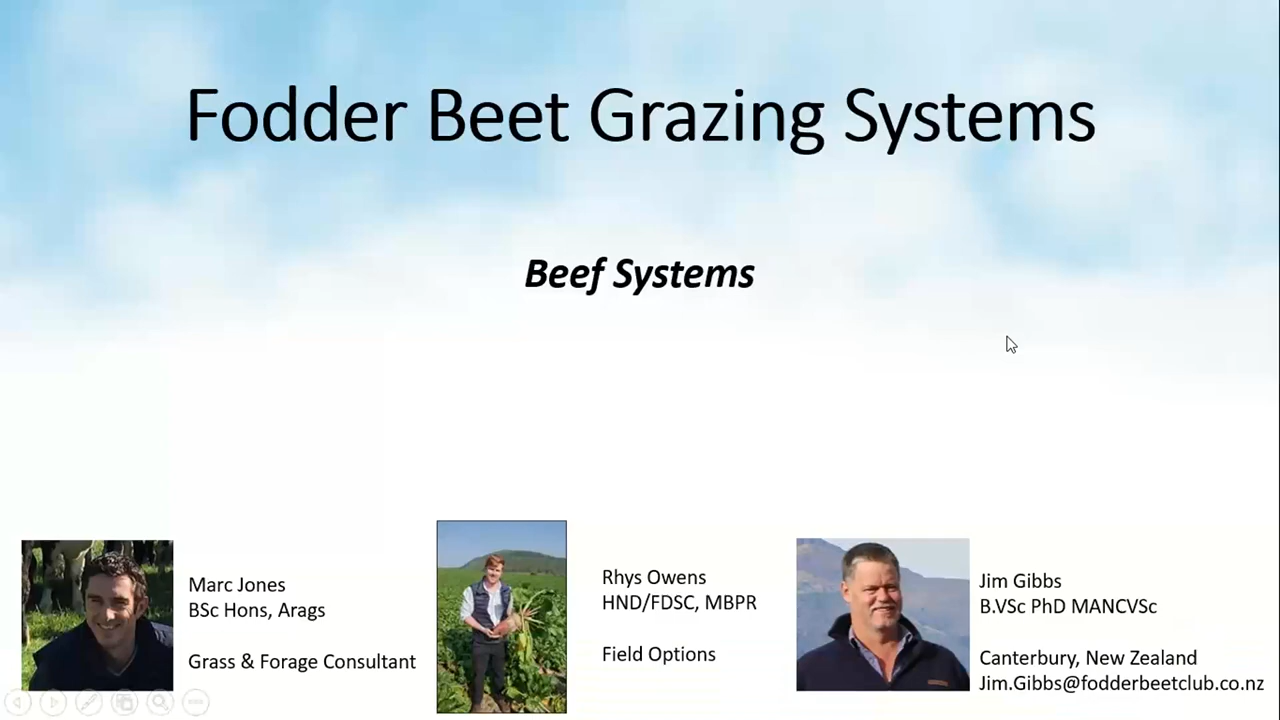 Fodder Beet Grazing Systems
Beef Systems
Marc Jones
BSc Hons, Arags
Grass & Forage Consultant
Rhys Owens
HND/FDSC, MBPR
Field Options
Jim Gibbs
B.VSc PhD MANCVSc
Canterbury, New Zealand
Jim.Gibbs@fodderbeetclub.co.nz